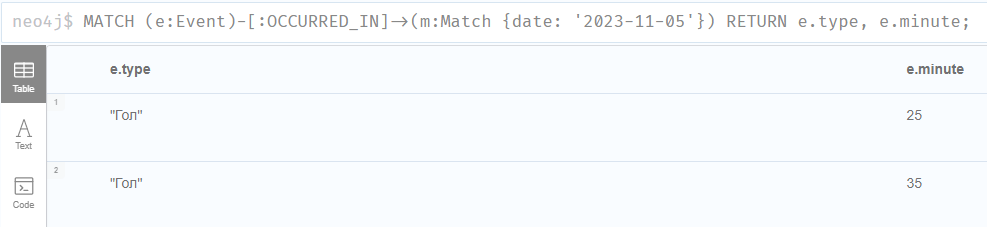 neo4j$ MATCH (e:Event)-[:OCCURRED_IN]->(m:Match {date: '2023-11-05'}) RETURN e.type, e.minute;
e.type e.minute
Table
1 "Гол" 25
Text
2 "Гол" 35
Code